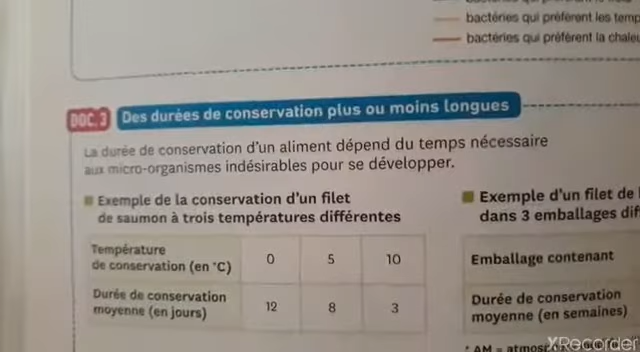 bactéries qui préfèrent les temp
bactéries qui préfèrent la chaleu
DOC. 3 Des durées de conservation plus ou moins longues
La durée de conservation d'un aliment dépend du temps nécessaire
aux micro-organismes indésirables pour se développer.
Exemple de la conservation d'un filet
de saumon à trois températures différentes
Température
de conservation (en °C) 0 5 10
Durée de conservation
moyenne (en jours) 12 8 3
Exemple d'un filet de
dans 3 emballages dif
Emballage contenant
Durée de conservation
moyenne (en semaines)
* AM = atmos
XRecorder